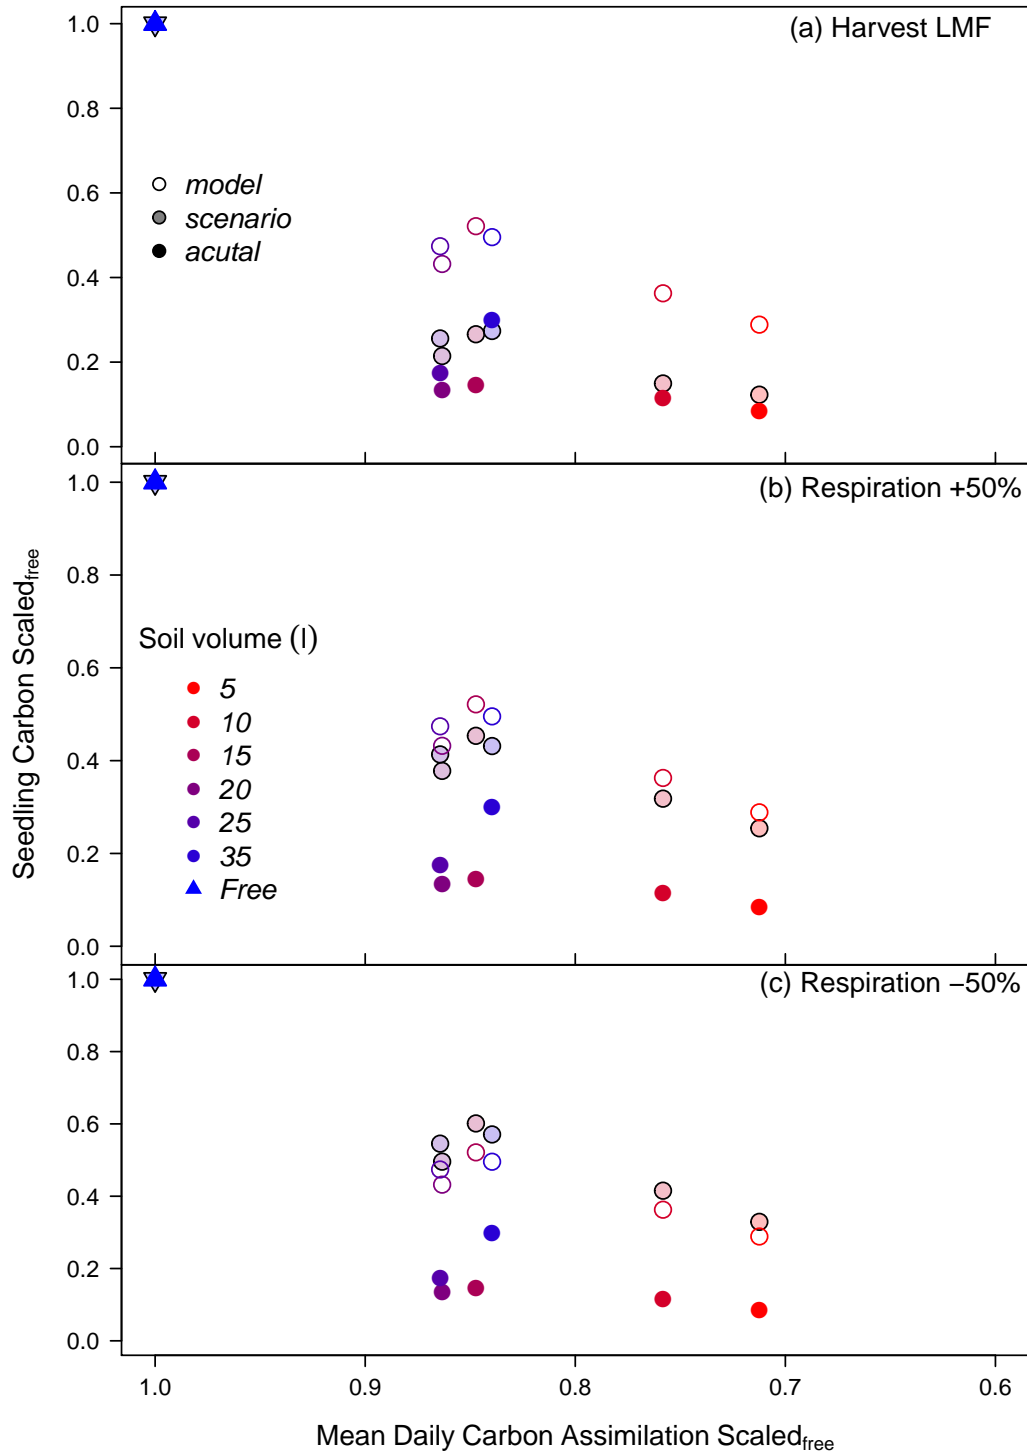 (a) Harvest LMF
1.0
0.8
0.6
0.4
0.2
0.0
model
scenario
acutal
(b) Respiration +50%
1.0
0.8
0.6
0.4
0.2
0.0
Soil volume (l)
5
10
15
20
25
35
Free
(c) Respiration −50%
1.0
0.8
0.6
0.4
0.2
0.0
1.0 0.9 0.8 0.7 0.6
Seedling Carbon Scaledfree
Mean Daily Carbon Assimilation Scaledfree